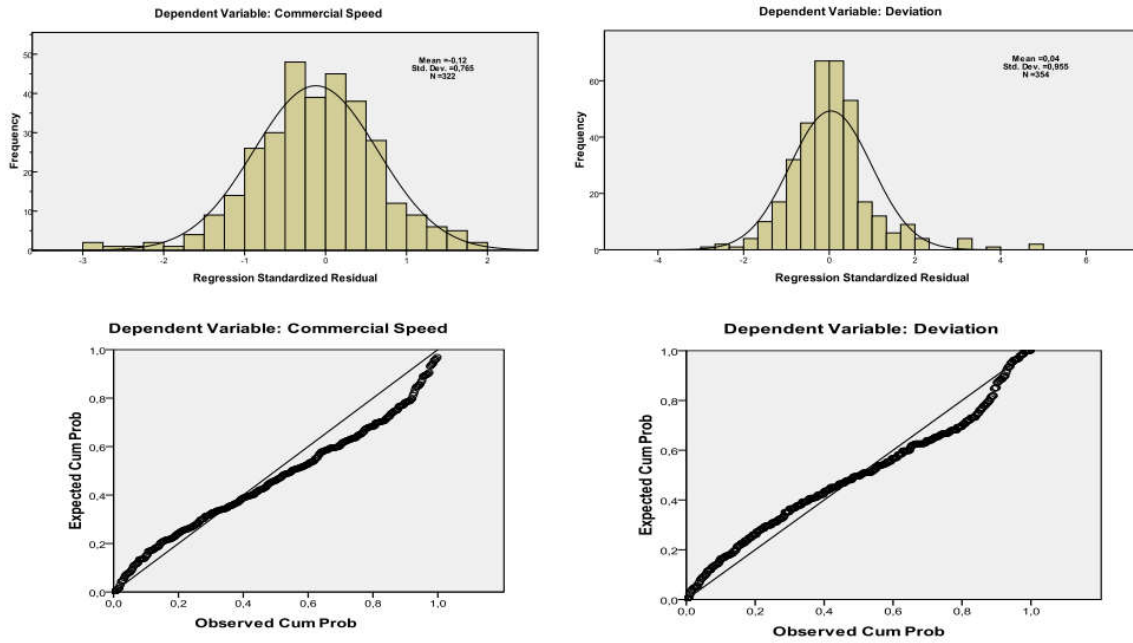 Dependent Variable: Commercial Speed
Mean =-0,12
Std. Dev. =0,765
N =322
Frequency
50
40
30
20
10
0
-3
-2
-1
0
1
2
Regression Standardized Residual
Dependent Variable: Deviation
Mean =0,04
Std. Dev. =0,955
N =354
Frequency
60
40
20
0
-4
-2
0
2
4
6
Regression Standardized Residual
Dependent Variable: Commercial Speed
Expected Cum Prob
1,0
0,8
0,6
0,4
0,2
0,0
0,0
0,2
0,4
0,6
0,8
1,0
Observed Cum Prob
Dependent Variable: Deviation
Expected Cum Prob
1,0
0,8
0,6
0,4
0,2
0,0
0,0
0,2
0,4
0,6
0,8
1,0
Observed Cum Prob